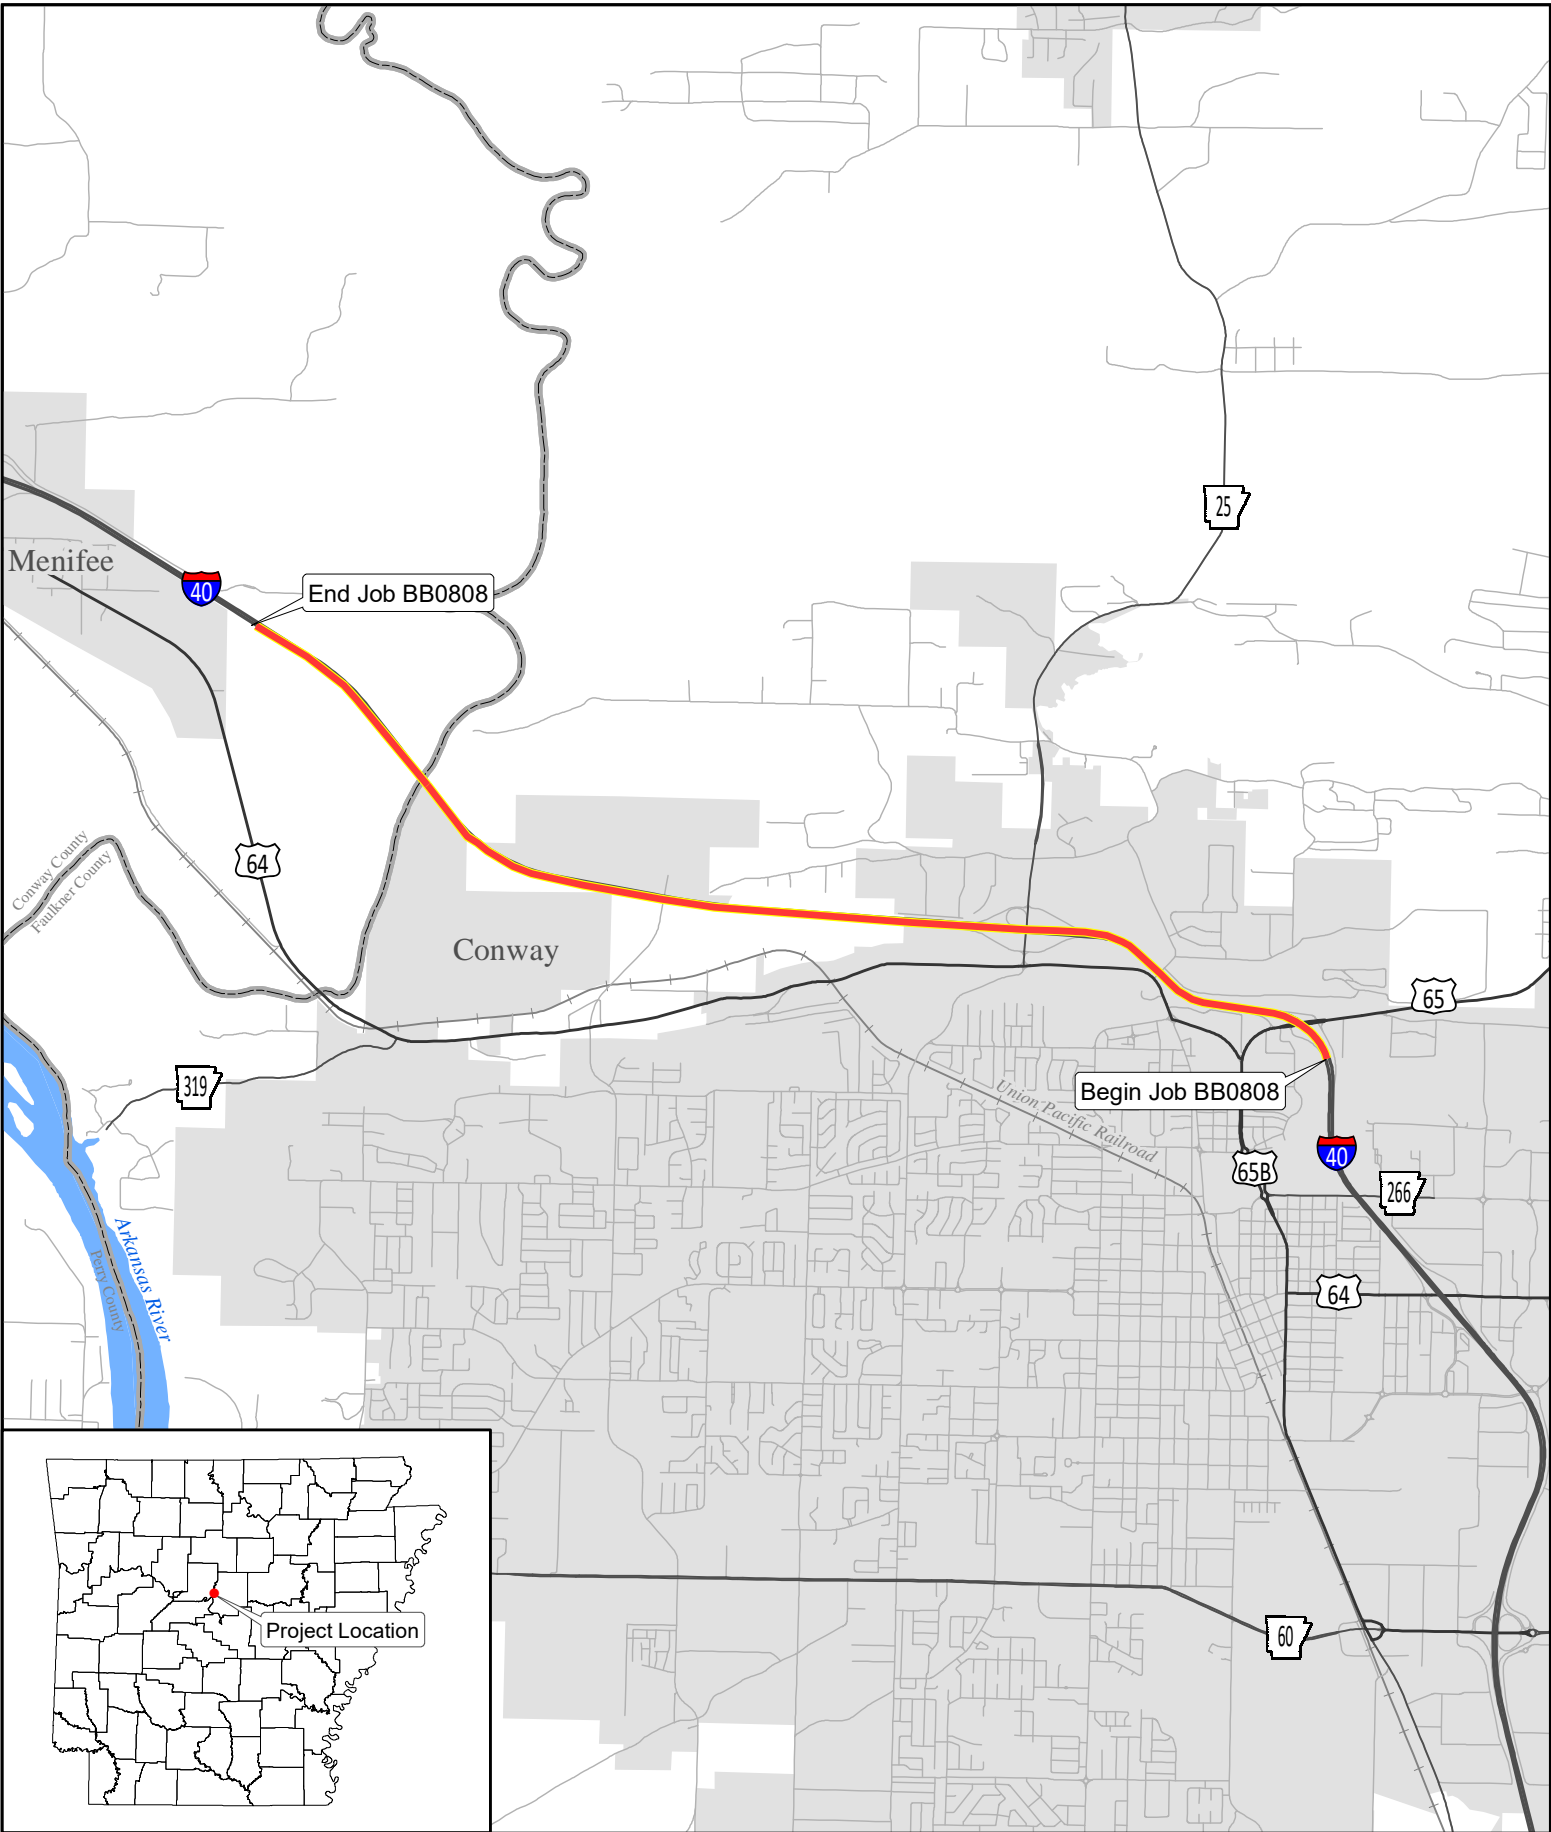 25
Menifee
40
End Job BB0808
64
Conway County
Faulkner County
Conway
65
319
Begin Job BB0808
Union Pacific Railroad
40
65B
266
Arkansas River
Perry County
64
Project Location
60